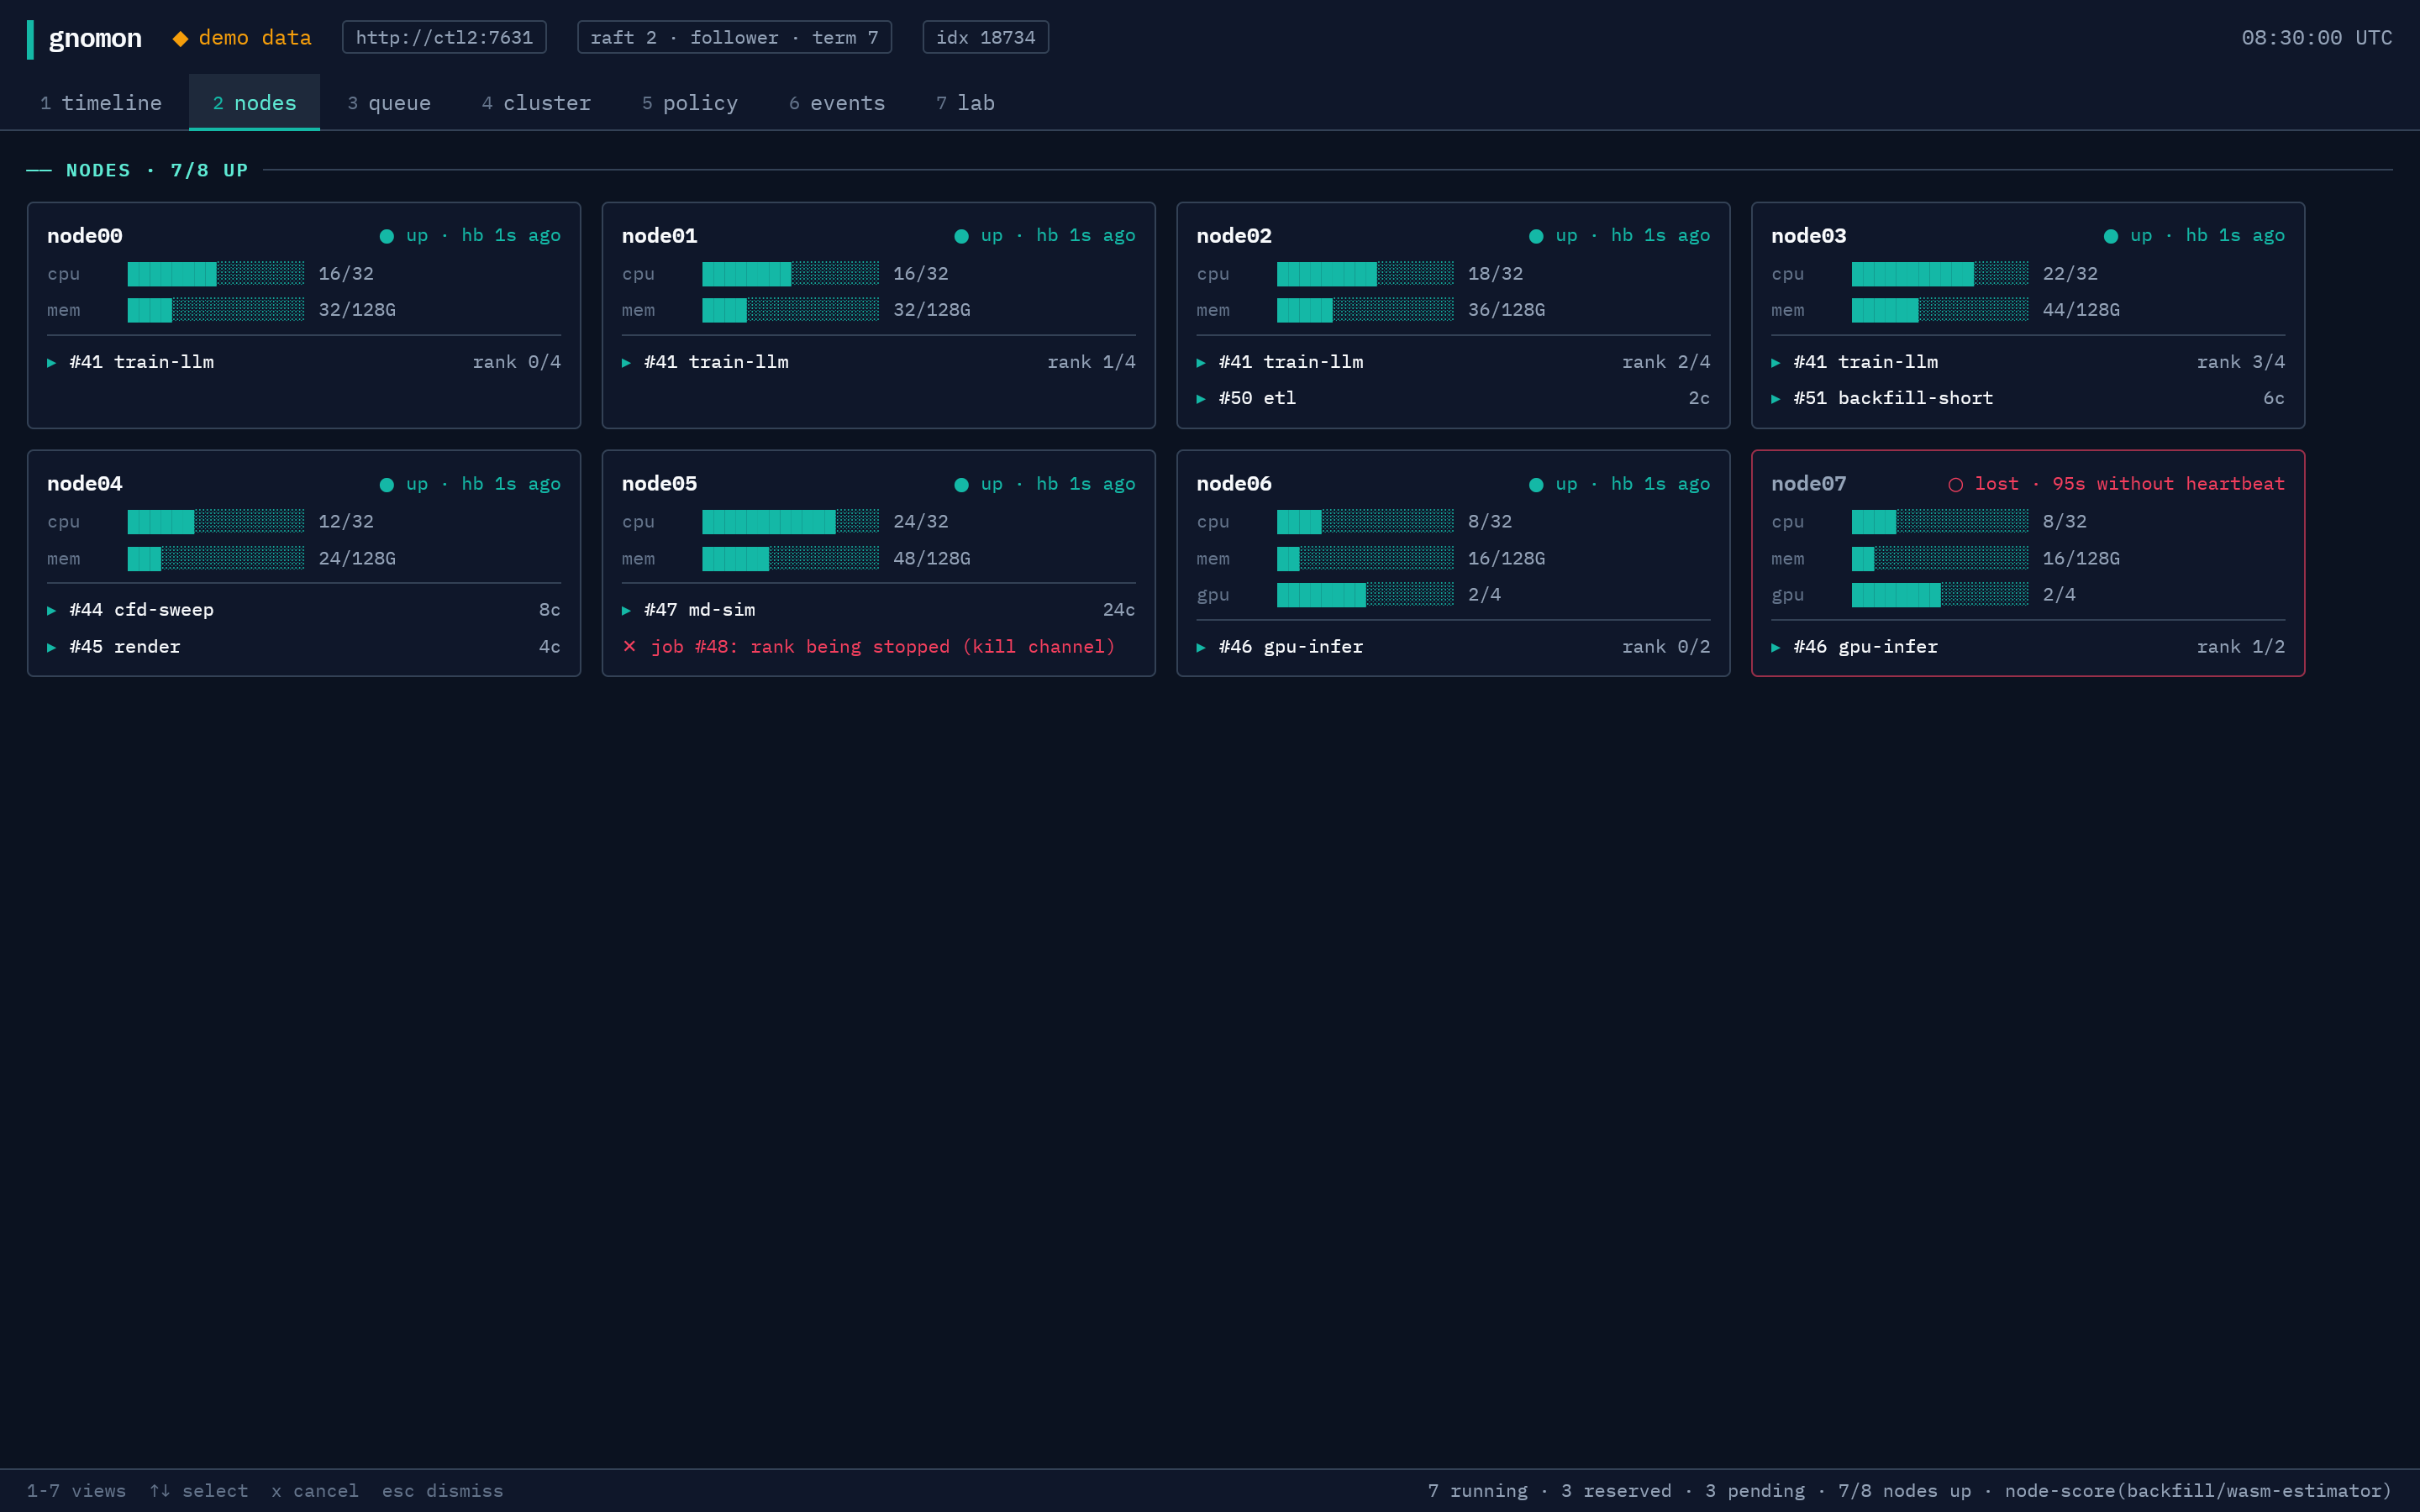 gnomon ◆ demo data http://ctl2:7631 raft 2 · follower · term 7 idx 18734 08:30:00 UTC
1 timeline 2 nodes 3 queue 4 cluster 5 policy 6 events 7 lab
── NODES · 7/8 UP
node00 ● up · hb 1s ago
cpu 16/32
mem 32/128G
▶ #41 train-llm rank 0/4
node01 ● up · hb 1s ago
cpu 16/32
mem 32/128G
▶ #41 train-llm rank 1/4
node02 ● up · hb 1s ago
cpu 18/32
mem 36/128G
▶ #41 train-llm rank 2/4
▶ #50 etl 2c
node03 ● up · hb 1s ago
cpu 22/32
mem 44/128G
▶ #41 train-llm rank 3/4
▶ #51 backfill-short 6c
node04 ● up · hb 1s ago
cpu 12/32
mem 24/128G
▶ #44 cfd-sweep 8c
▶ #45 render 4c
node05 ● up · hb 1s ago
cpu 24/32
mem 48/128G
▶ #47 md-sim 24c
✕ job #48: rank being stopped (kill channel)
node06 ● up · hb 1s ago
cpu 8/32
mem 16/128G
gpu 2/4
▶ #46 gpu-infer rank 0/2
node07 ○ lost · 95s without heartbeat
cpu 8/32
mem 16/128G
gpu 2/4
▶ #46 gpu-infer rank 1/2
1-7 views ↑↓ select x cancel esc dismiss 7 running · 3 reserved · 3 pending · 7/8 nodes up · node-score(backfill/wasm-estimator)